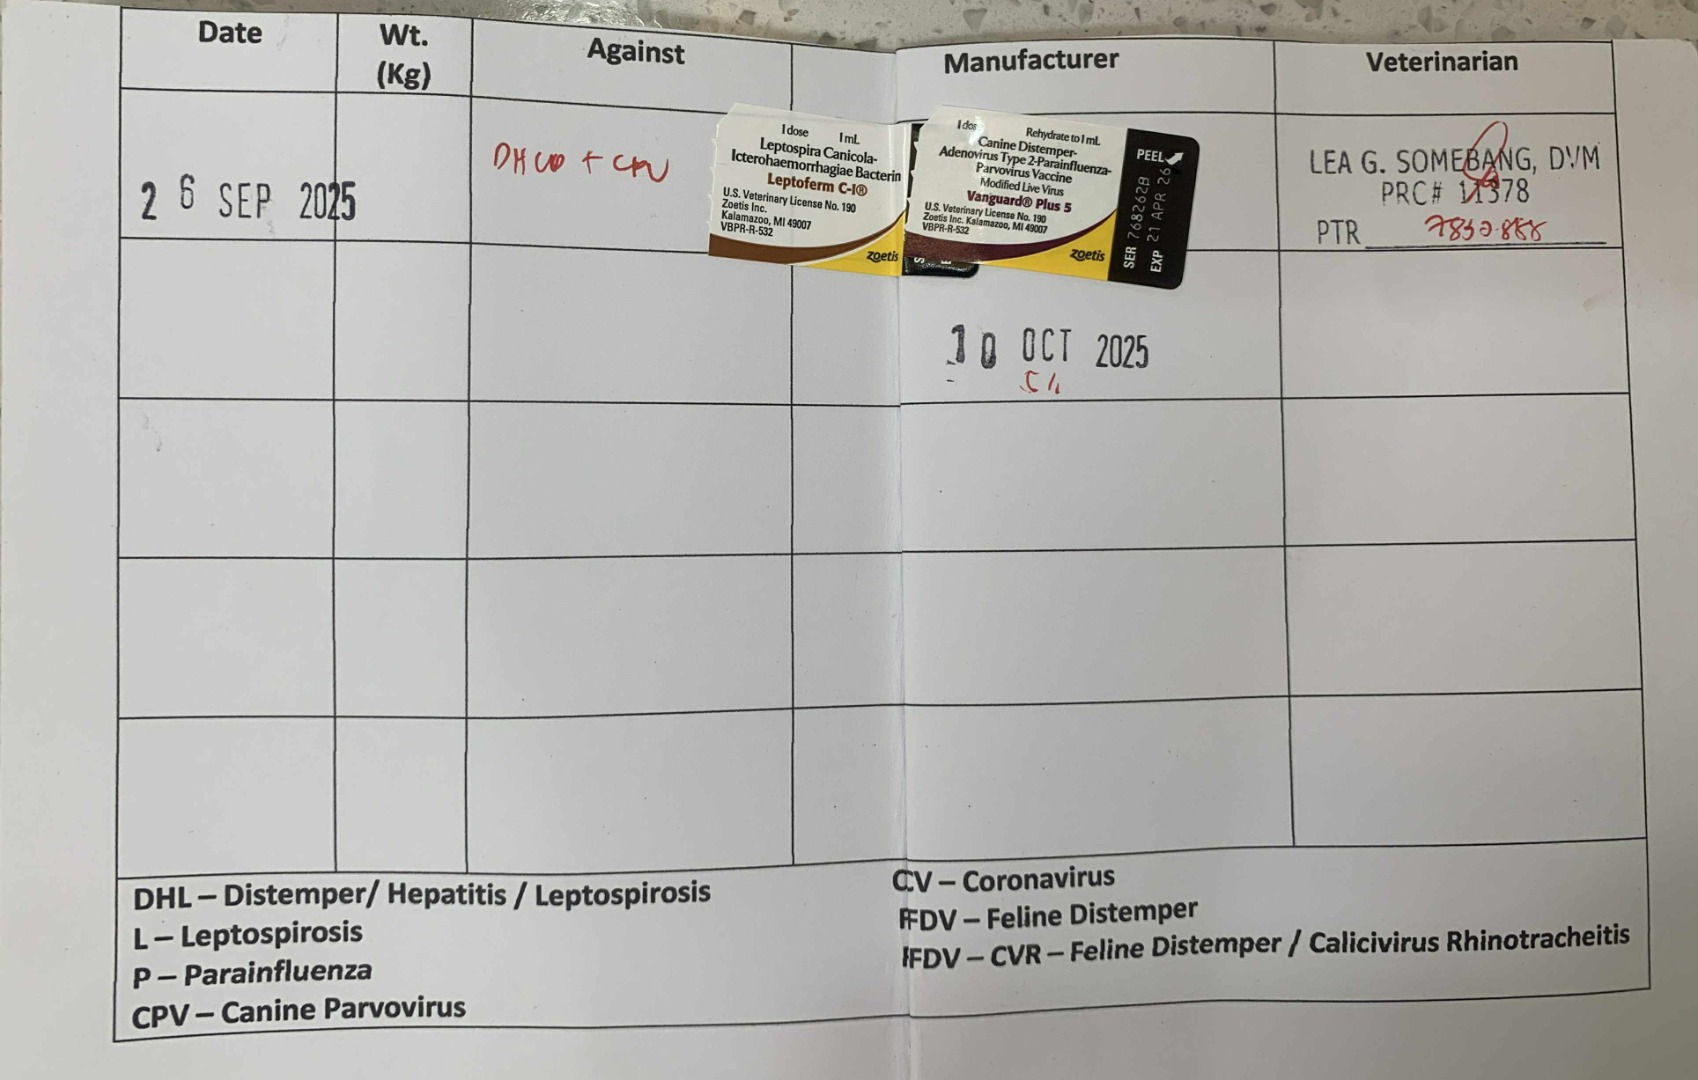 Date
Wt.
(Kg)
Against
Manufacturer
Veterinarian
26 SEP 2025
1 dose 1 mL
Leptospira Canicola-
Icterohaemorrhagiae Bacterin
Leptoferm C-I®
U.S. Veterinary License No. 190
Zoetis Inc.
Kalamazoo, MI 49007
VBPR-R-532
zoetis
1 dos Rehydrate to 1 mL
Canine Distemper-
Adenovirus Type 2-Parainfluenza-
Parvovirus Vaccine
Modified Live Virus
Vanguard® Plus 5
U.S. Veterinary License No. 190
Zoetis Inc. Kalamazoo, MI 49007
VBPR-R-532
zoetis
PEEL
SER 768262B
EXP 21 APR 26
LEA G. SOMEBANG, DVM
PRC# 11378
PTR
10 OCT 2025
DHL – Distemper/ Hepatitis / Leptospirosis
L – Leptospirosis
P – Parainfluenza
CPV – Canine Parvovirus
CV – Coronavirus
FDV – Feline Distemper
FDV – CVR – Feline Distemper / Calicivirus Rhinotracheitis